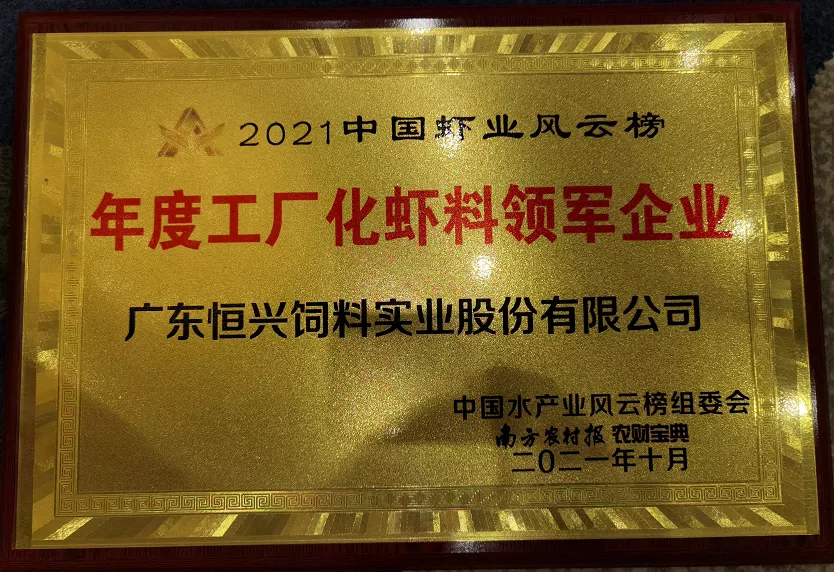 2021中国虾业风云榜
年度工厂化虾料领军企业
广东恒兴饲料实业股份有限公司
中国水产业风云榜组委会
南方农村报 农财宝典
二〇二一年十月